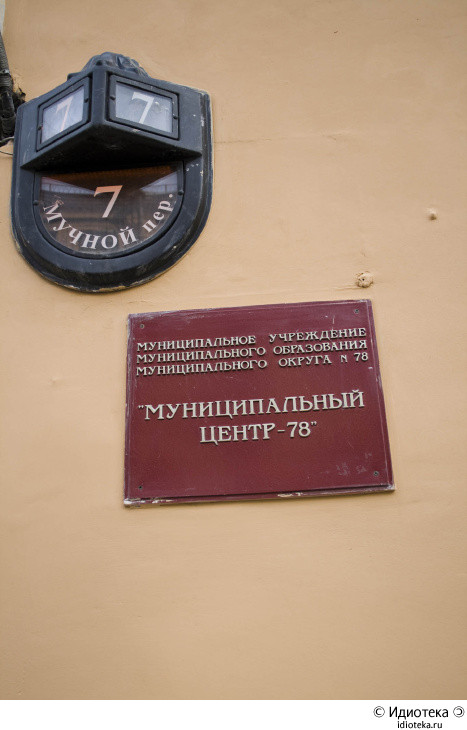 7 7
7
Мучной пер.
МУНИЦИПАЛЬНОЕ УЧРЕЖДЕНИЕ
МУНИЦИПАЛЬНОГО ОБРАЗОВАНИЯ
МУНИЦИПАЛЬНОГО ОКРУГА N 78
"МУНИЦИПАЛЬНЫЙ
ЦЕНТР-78"
© Идиотека
idioteka.ru